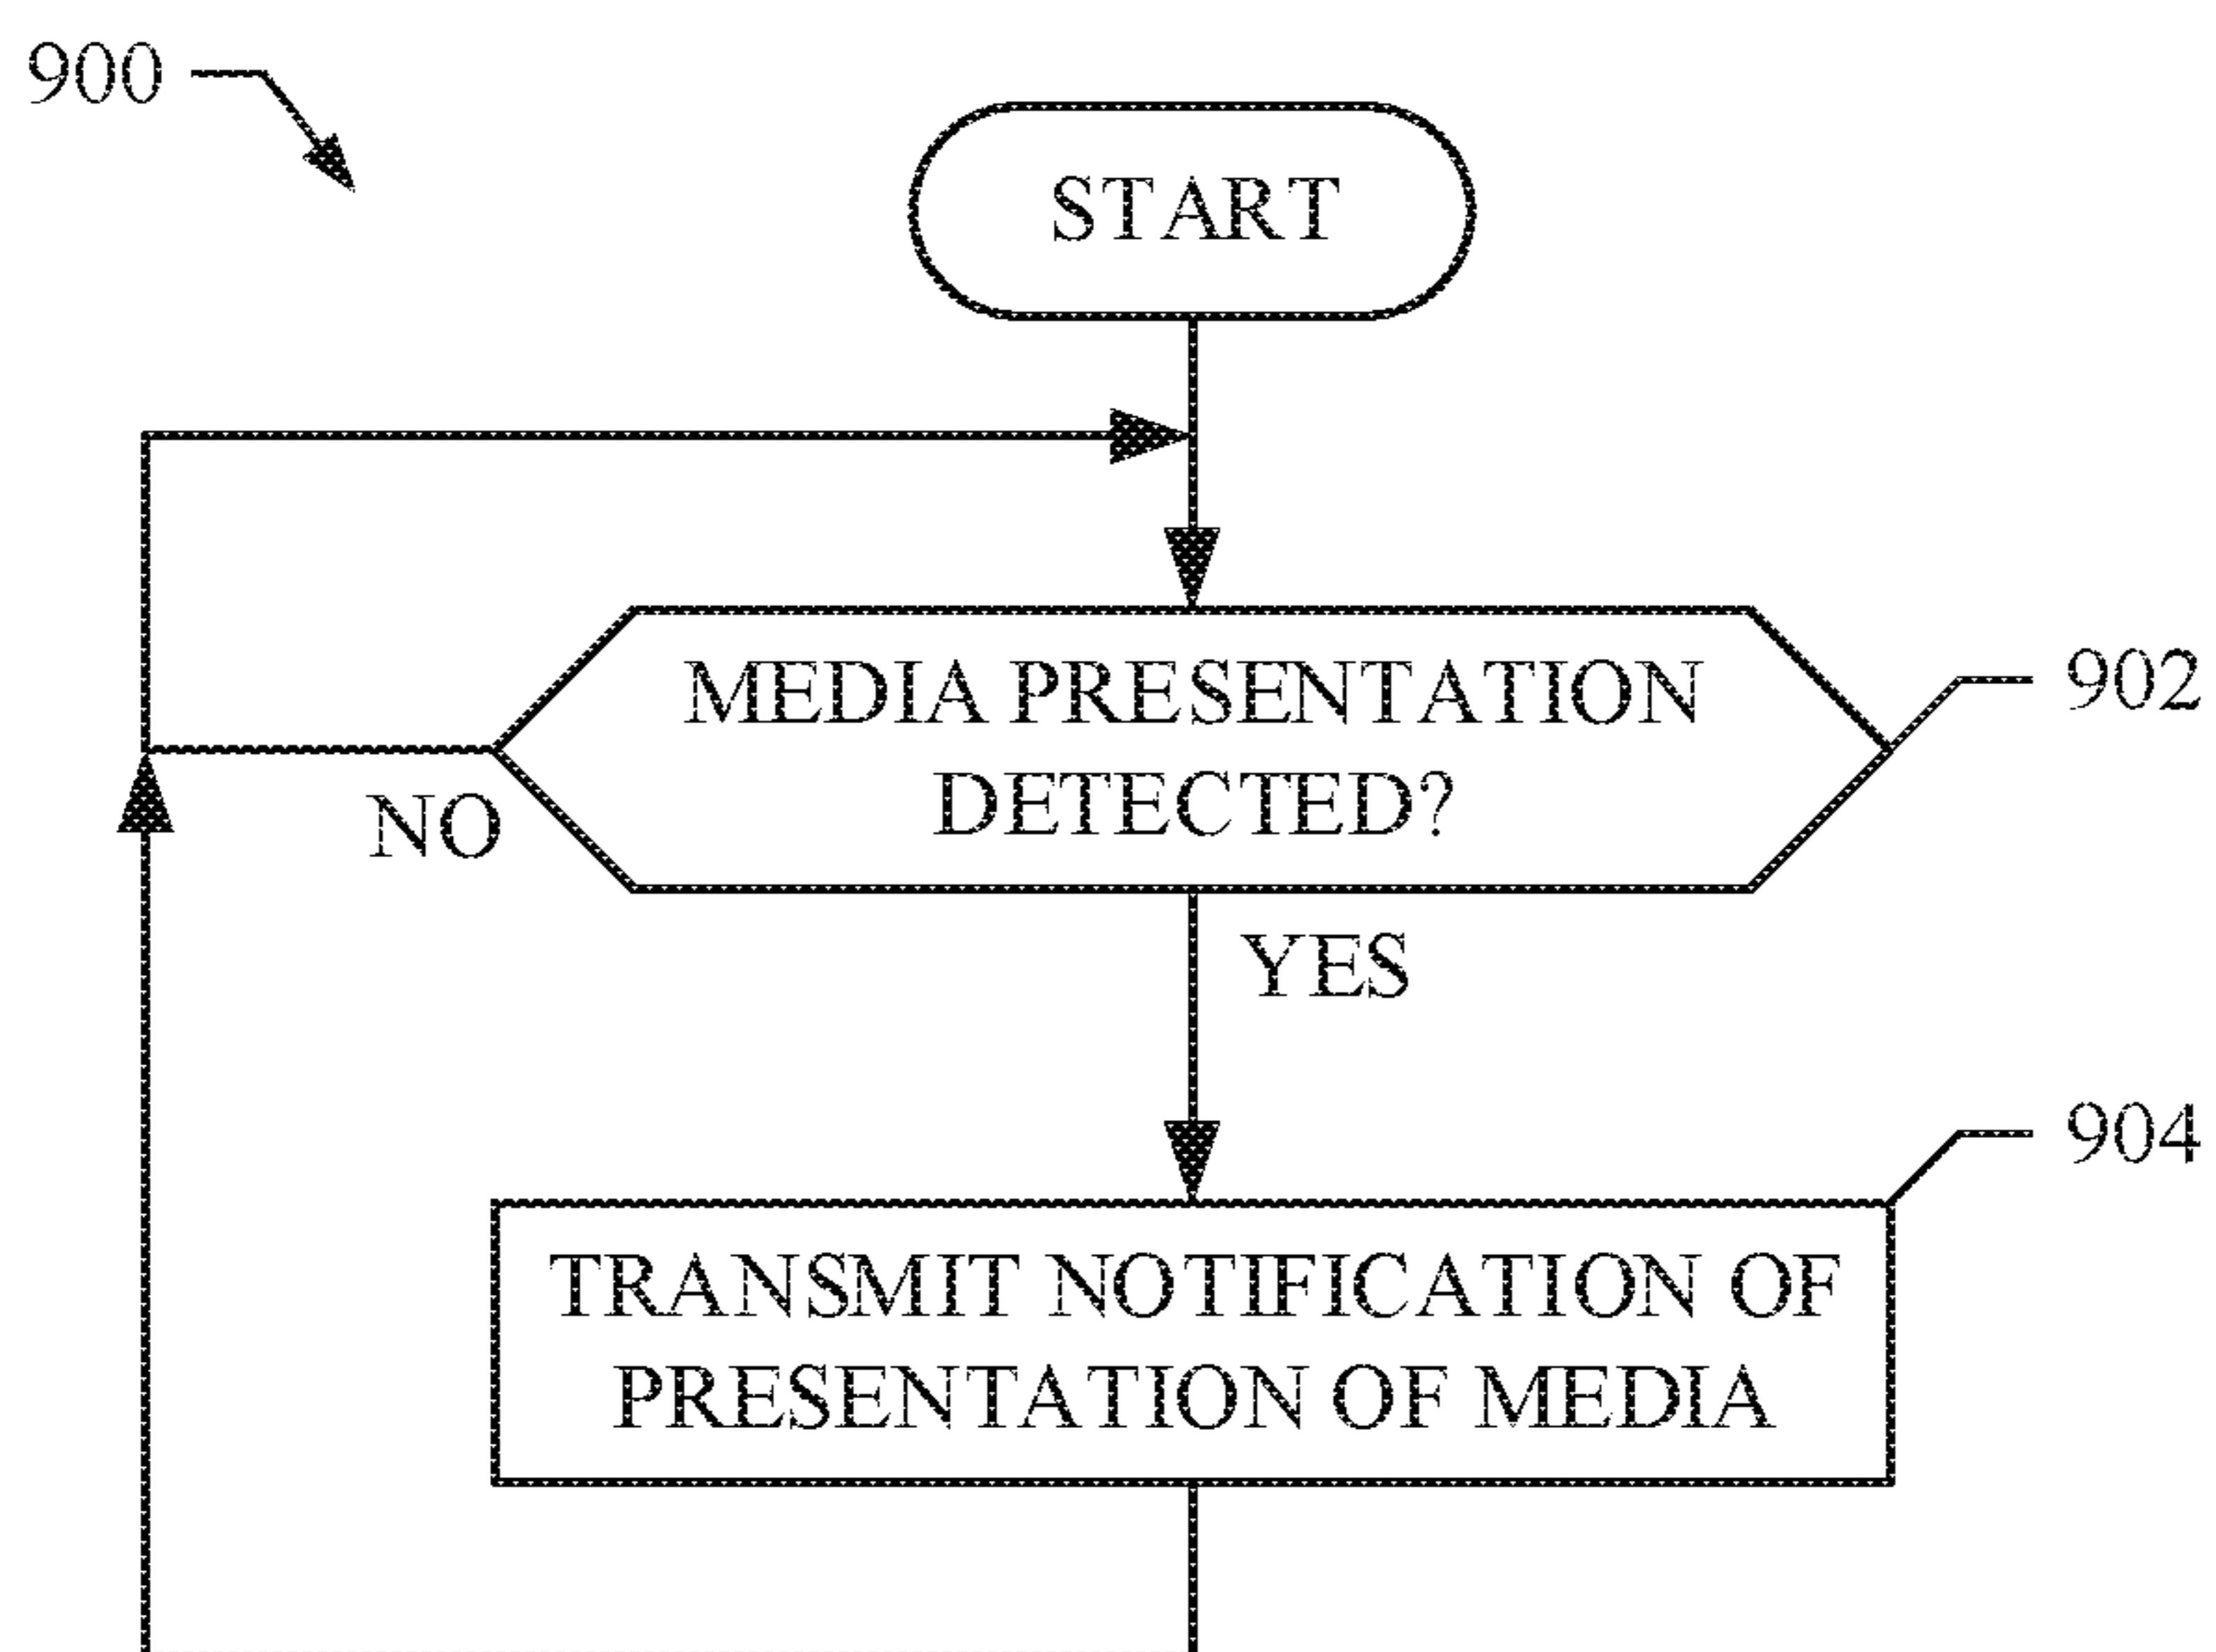 900
START
MEDIA PRESENTATION
DETECTED?
902
NO
YES
904
TRANSMIT NOTIFICATION OF
PRESENTATION OF MEDIA